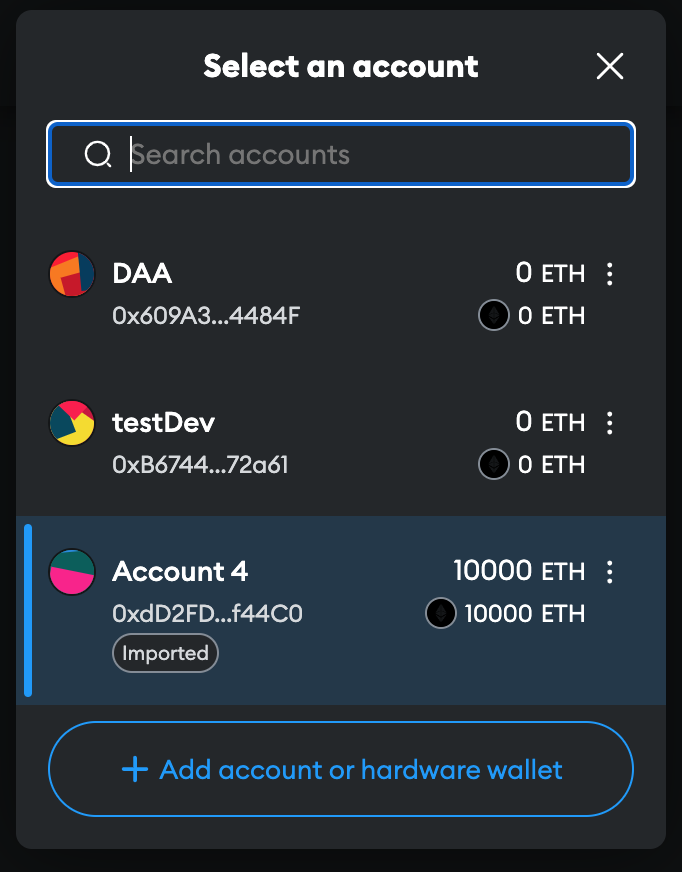 Select an account
Search accounts
DAA 0 ETH
0x609A3...4484F 0 ETH
testDev 0 ETH
0xB6744...72a61 0 ETH
Account 4 10000 ETH
0xdD2FD...f44C0 10000 ETH
Imported
+ Add account or hardware wallet